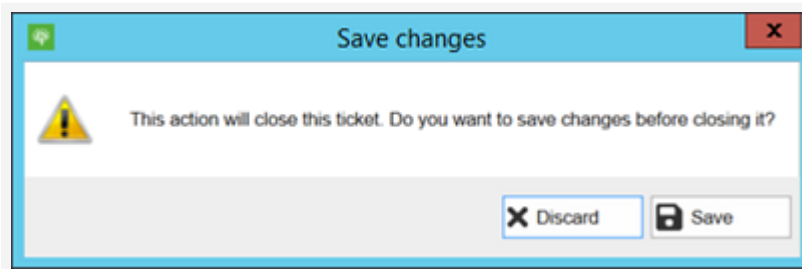 Save changes
x
This action will close this ticket. Do you want to save changes before closing it?
Discard
Save